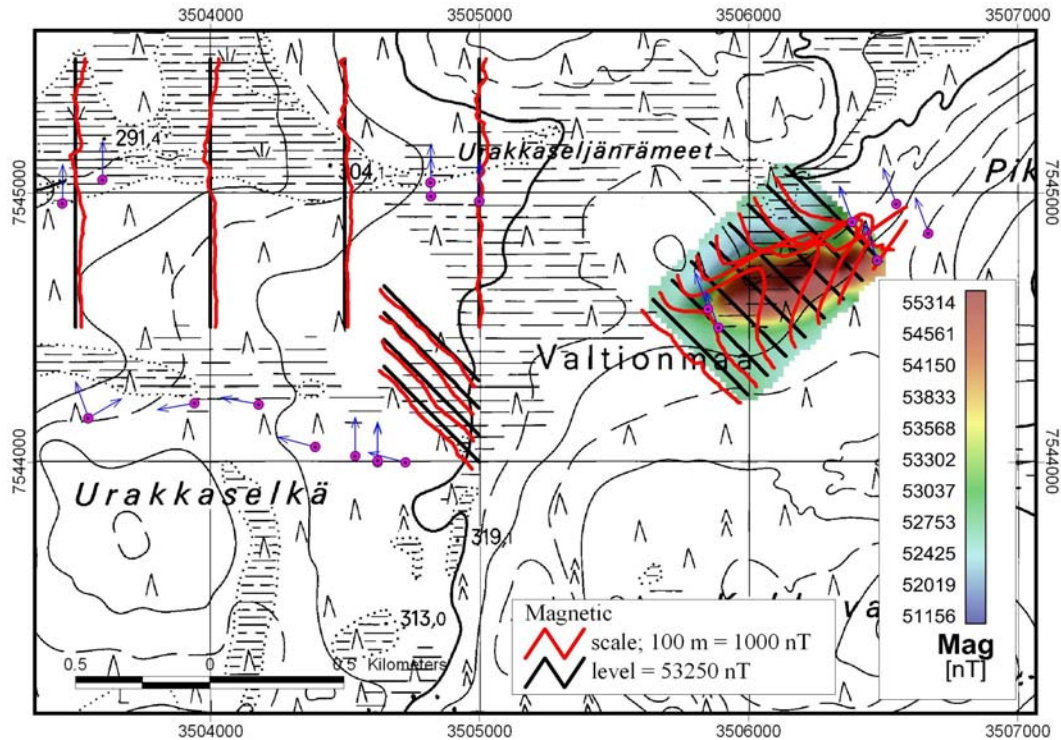 3504000 3505000 3506000 3507000
291,4
Urakkaseljänrämeet
304,1
7545000 7545000
Pik
55314
54561
54150
53833
53568
53302
53037
52753
52425
52019
51156
Mag
[nT]
Valtionmaa
7544000 7544000
Urakkaselkä
319,1
313,0
Magnetic
scale; 100 m = 1000 nT
level = 53250 nT
0.5 0 0.5 Kilometers
3504000 3505000 3506000 3507000